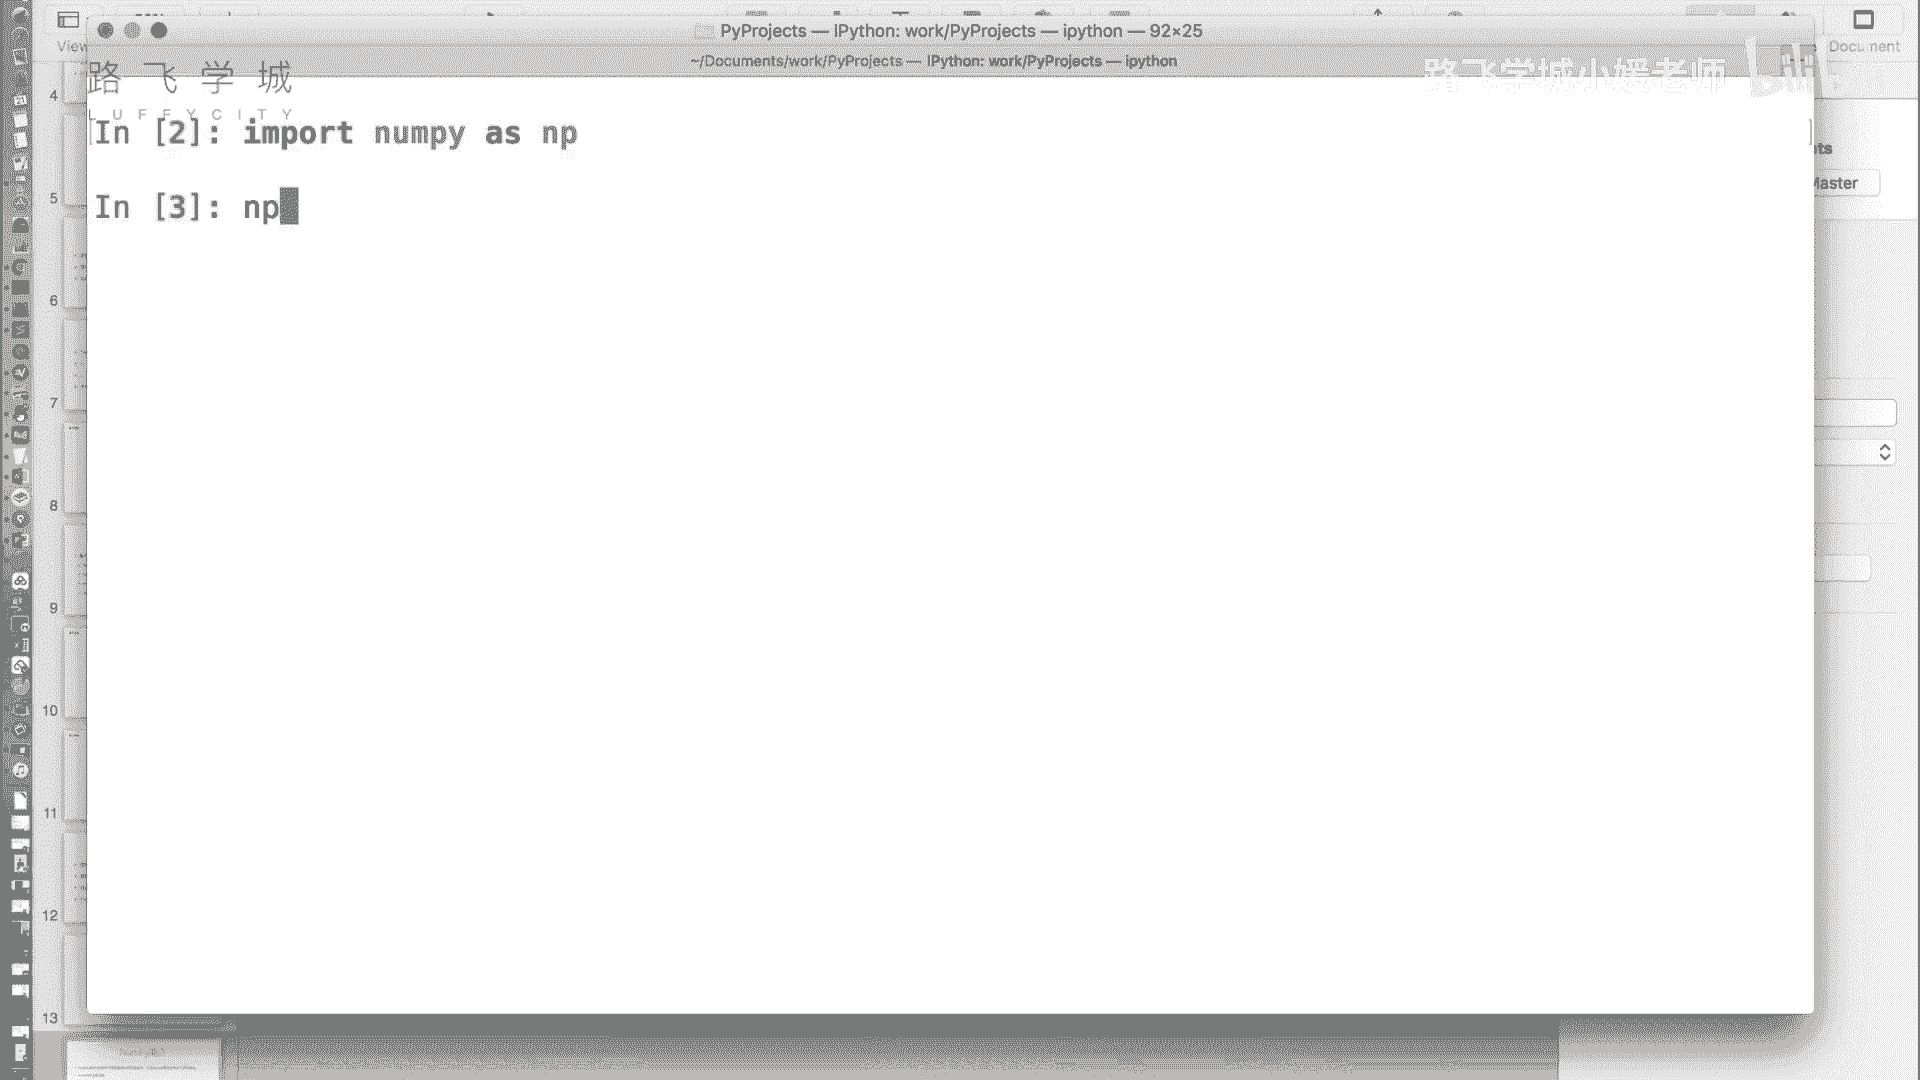 View
PyProjects — IPython: work/PyProjects — ipython — 92×25
Document
~/Documents/work/PyProjects — IPython: work/PyProjects — ipython
路飞学城
LUFFYCITY
路飞学城小媛老师
In [2]: import numpy as np
In [3]: np
Master
4
5
6
7
8
9
10
11
12
13